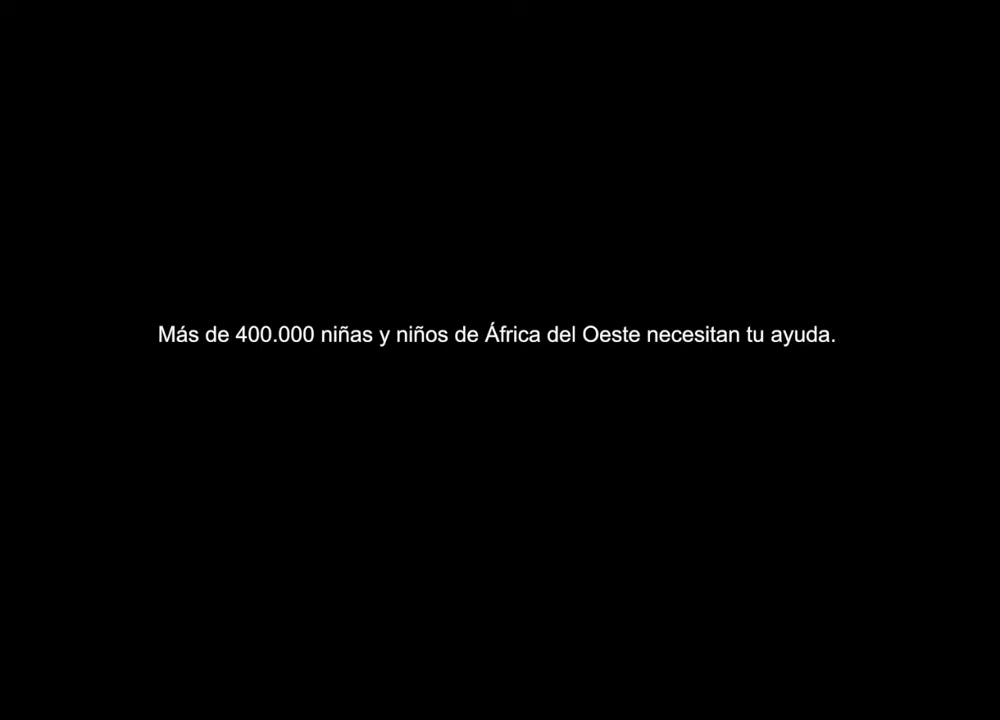 Más de 400.000 niñas y niños de África del Oeste necesitan tu ayuda.